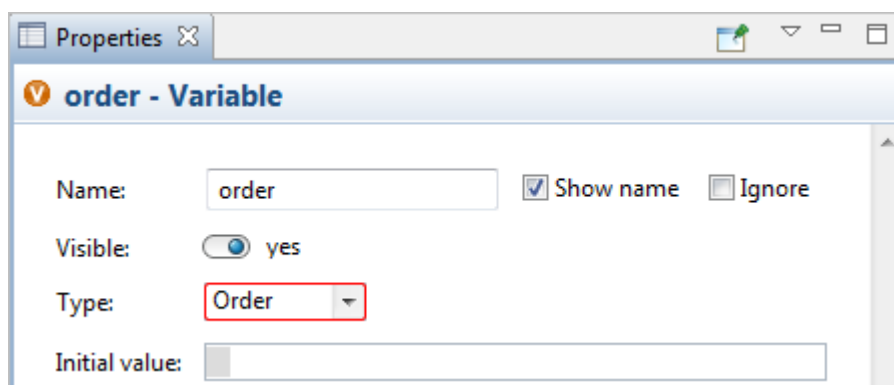 Properties
V order - Variable
Name: order Show name Ignore
Visible: yes
Type: Order
Initial value: